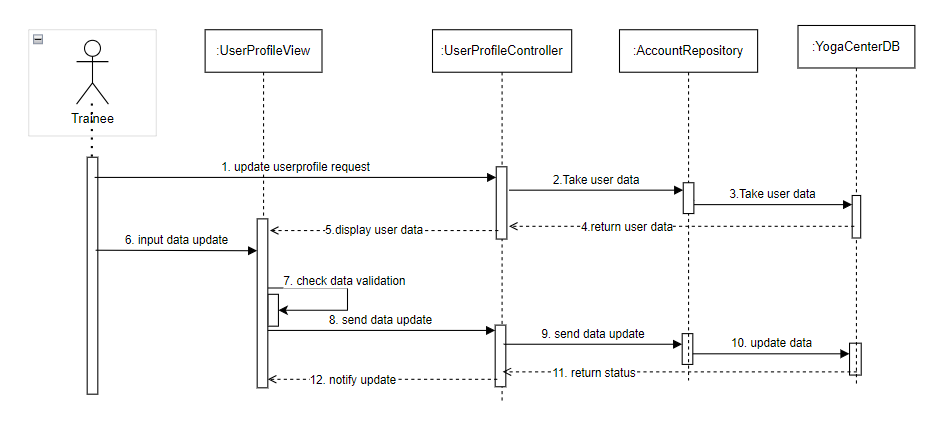 :UserProfileView
:UserProfileController
:AccountRepository
:YogaCenterDB
Trainee
1. update userprofile request
2.Take user data
3.Take user data
4.return user data
5.display user data
6. input data update
7. check data validation
8. send data update
9. send data update
10. update data
11. return status
12. notify update